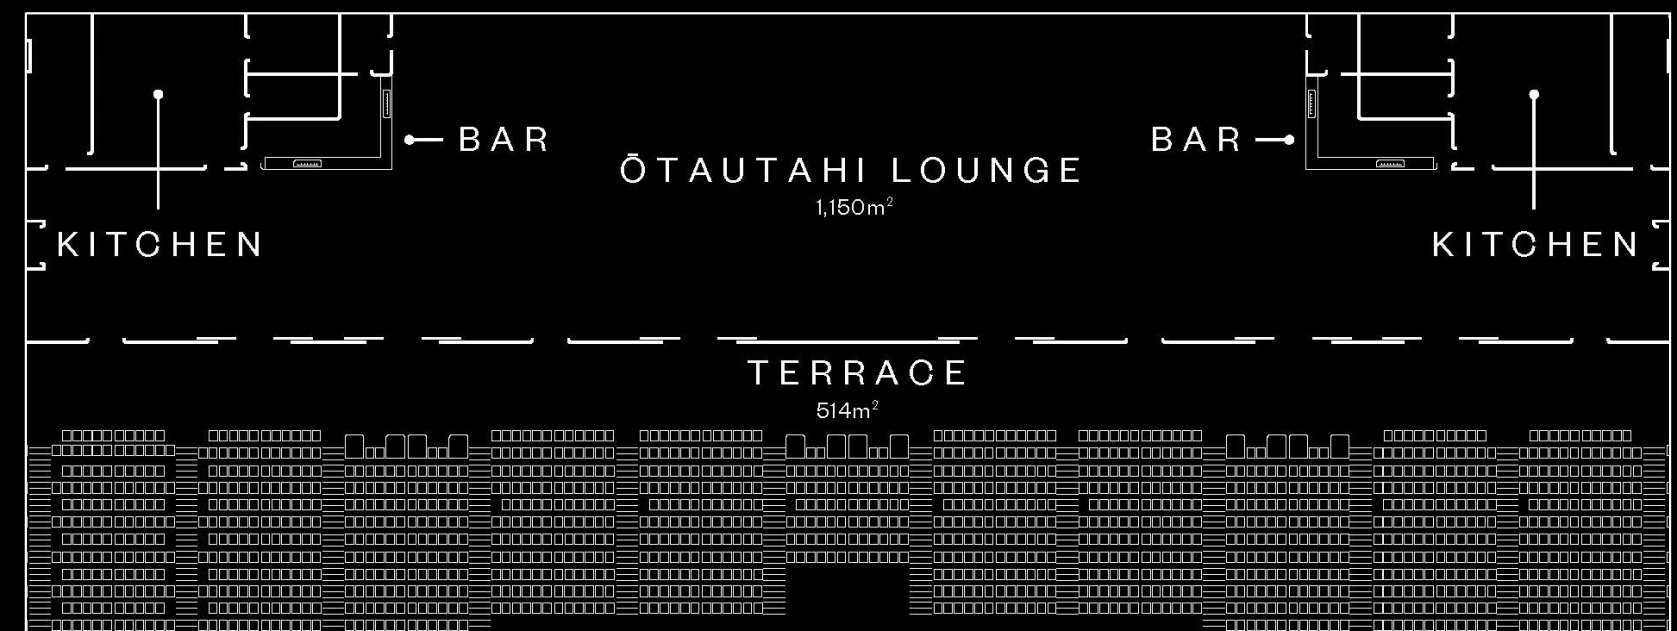 BAR
BAR
ŌTAUTAHI LOUNGE
1,150m²
KITCHEN
KITCHEN
TERRACE
514m²